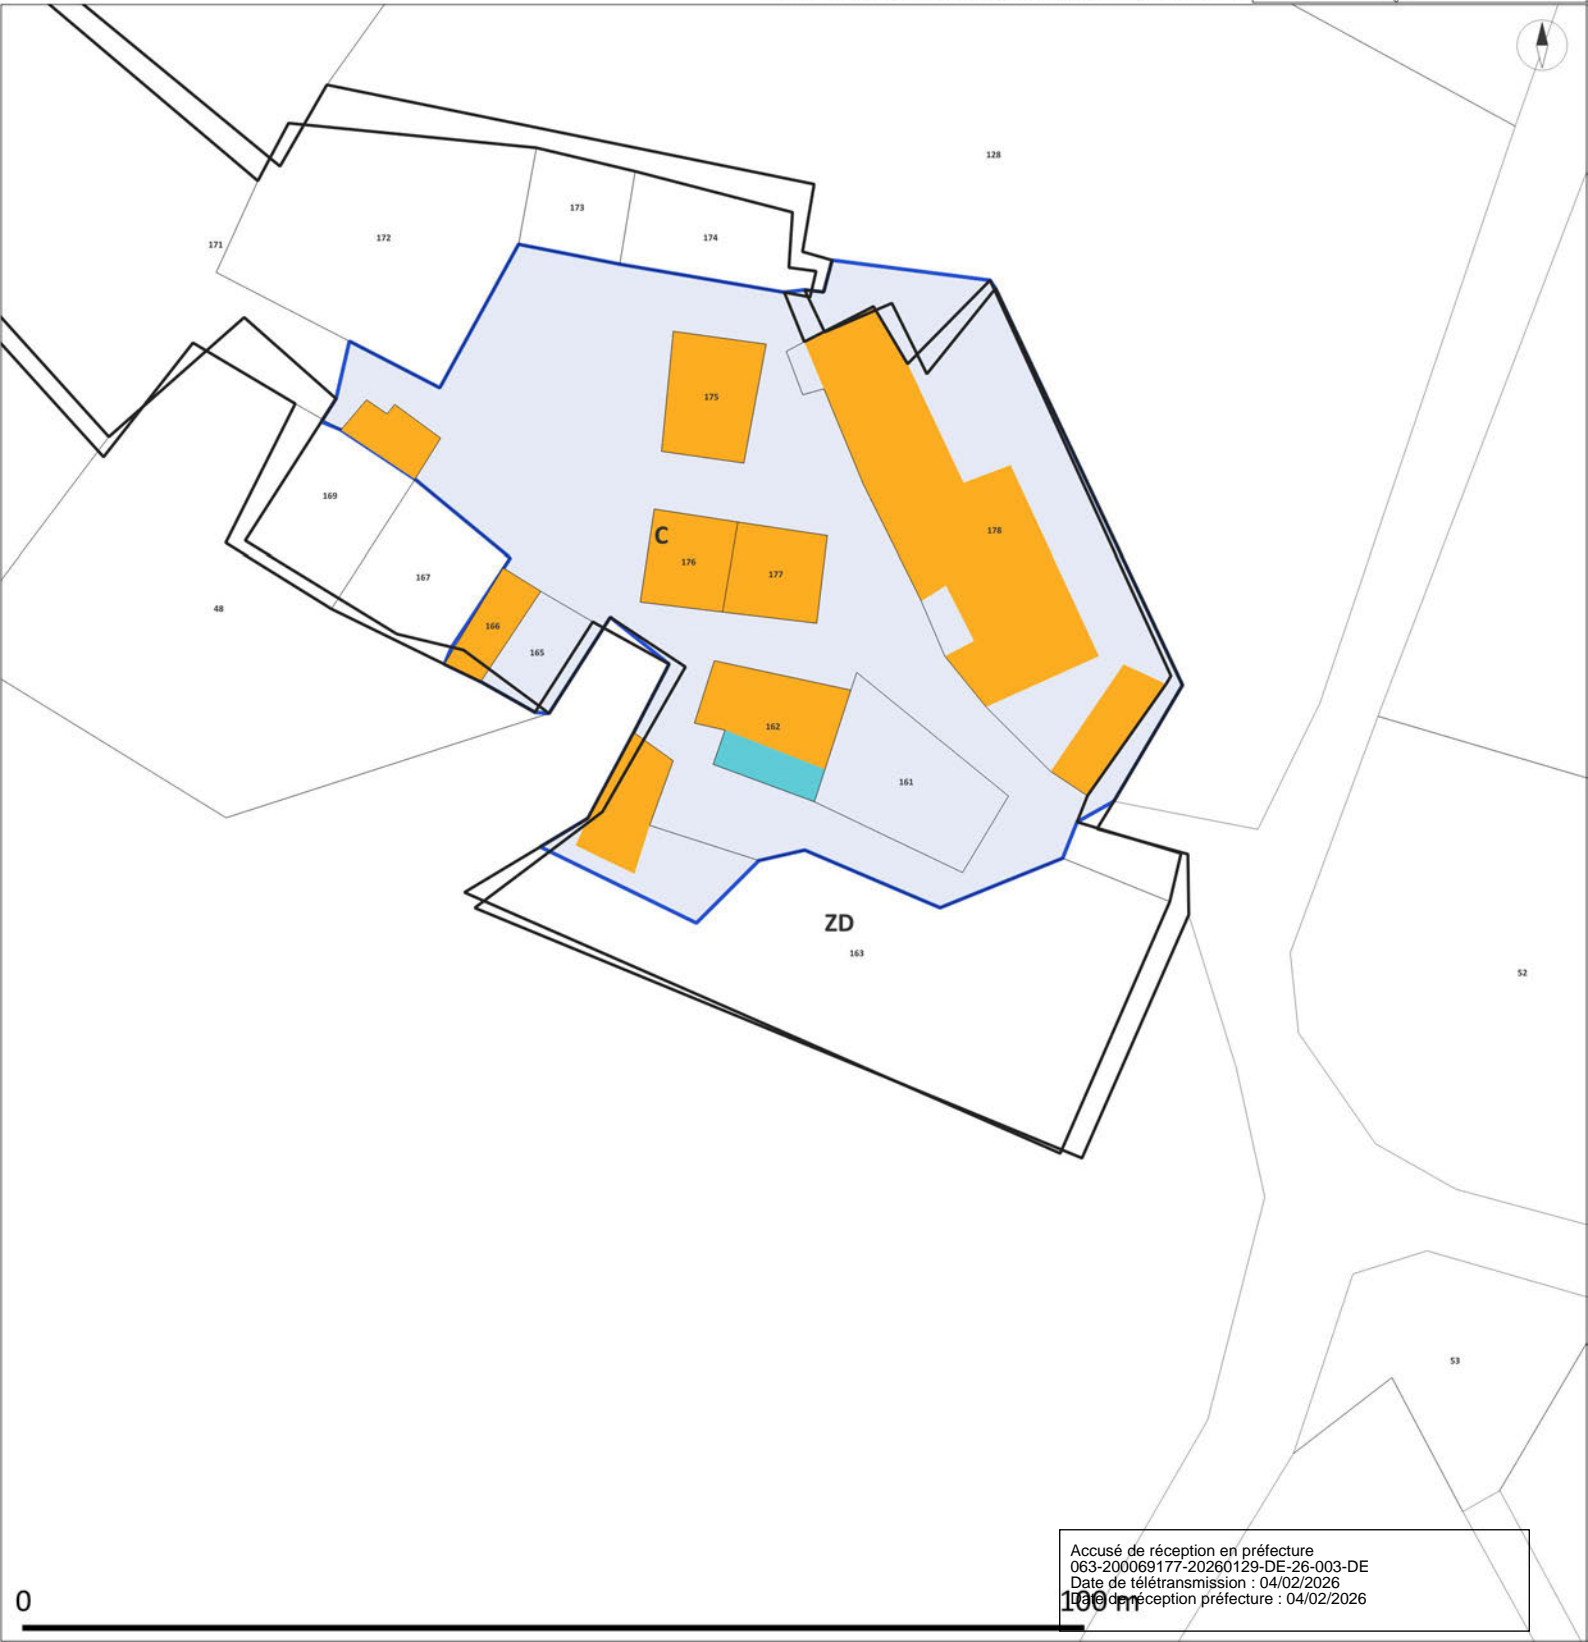 128
173
172
174
171
175
178
C
176
177
169
167
48
166
165
162
161
ZD
163
52
53
Accusé de réception en préfecture
063-200069177-20260129-DE-26-003-DE
Date de télétransmission : 04/02/2026
Date de réception préfecture : 04/02/2026
0
100 m